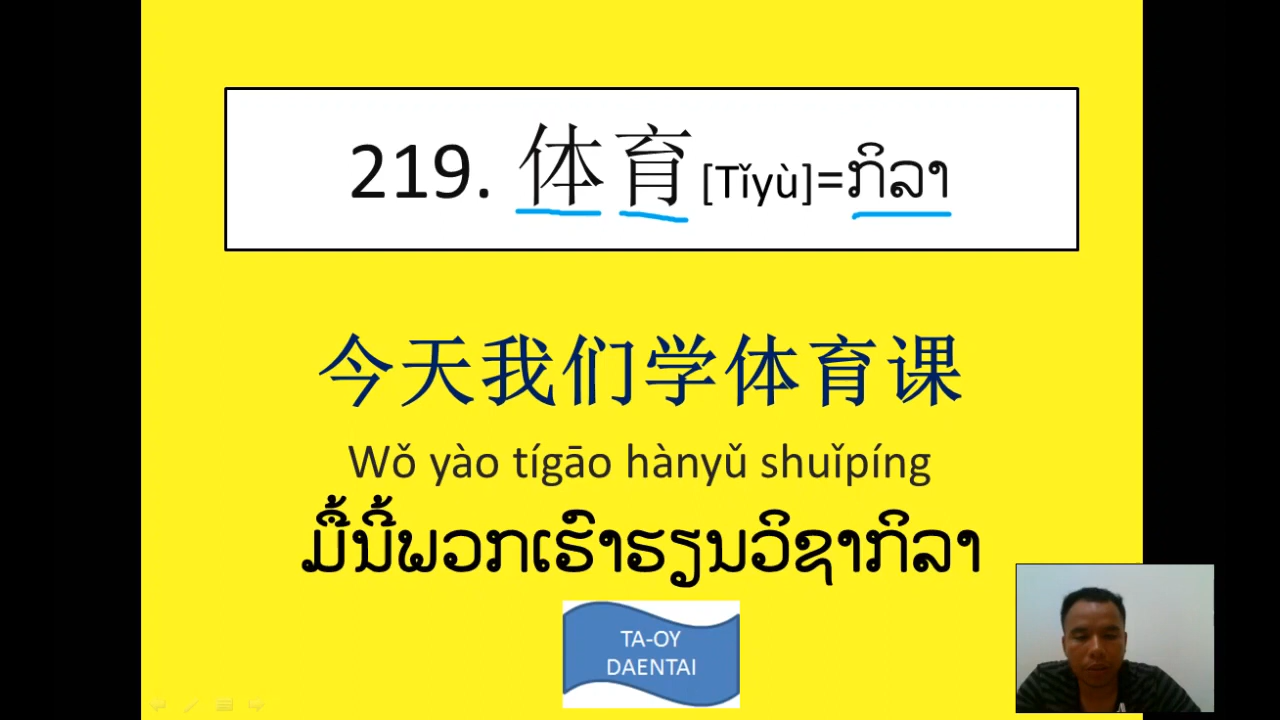 219. 体育 [Tǐyù]=ກິລາ
今天我们学体育课
Wǒ yào tígāo hànyǔ shuǐpíng
ມື້ນີ້ພວກເຮົາຮຽນວິຊາກິລາ
TA-OY
DAENTAI